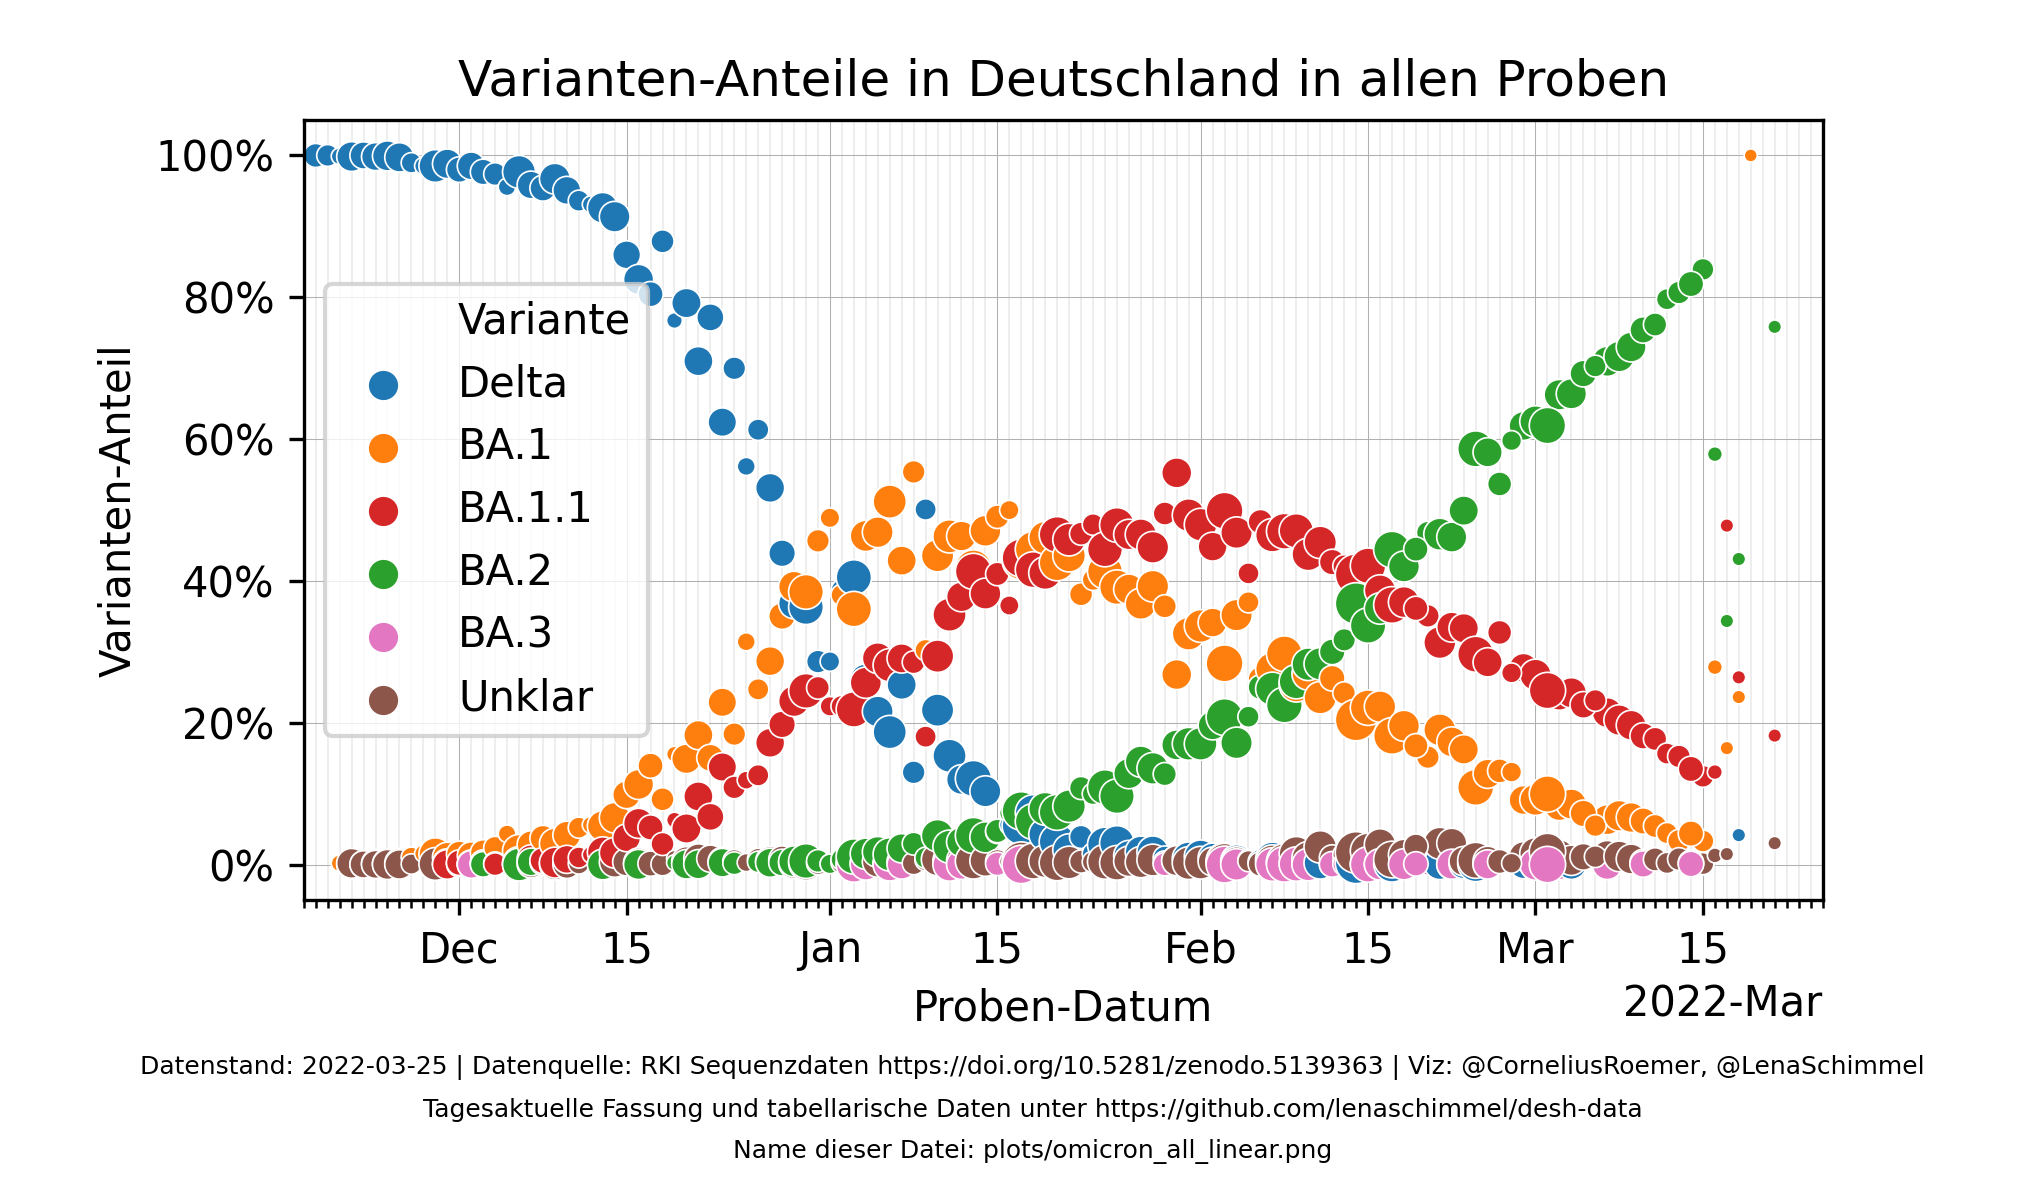 Varianten-Anteile in Deutschland in allen Proben
100%
80%
60%
40%
20%
0%
Varianten-Anteil
Variante
Delta
BA.1
BA.1.1
BA.2
BA.3
Unklar
Dec 15 Jan 15 Feb 15 Mar 15
2022-Mar
Proben-Datum
Datenstand: 2022-03-25 | Datenquelle: RKI Sequenzdaten https://doi.org/10.5281/zenodo.5139363 | Viz: @CorneliusRoemer, @LenaSchimmel
Tagesaktuelle Fassung und tabellarische Daten unter https://github.com/lenaschimmel/desh-data
Name dieser Datei: plots/omicron_all_linear.png